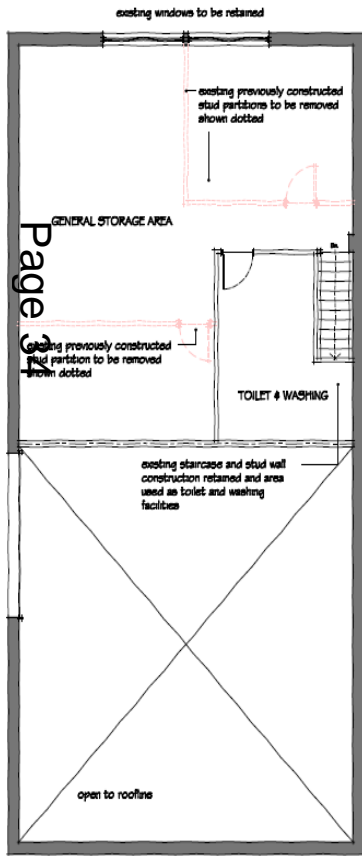 existing windows to be retained
existing previously constructed
stud partitions to be removed
shown dotted
GENERAL STORAGE AREA
Page 34
Dn.
existing previously constructed
stud partition to be removed
shown dotted
TOILET & WASHING
existing staircase and stud wall
construction retained and area
used as toilet and washing
facilities
open to roofline